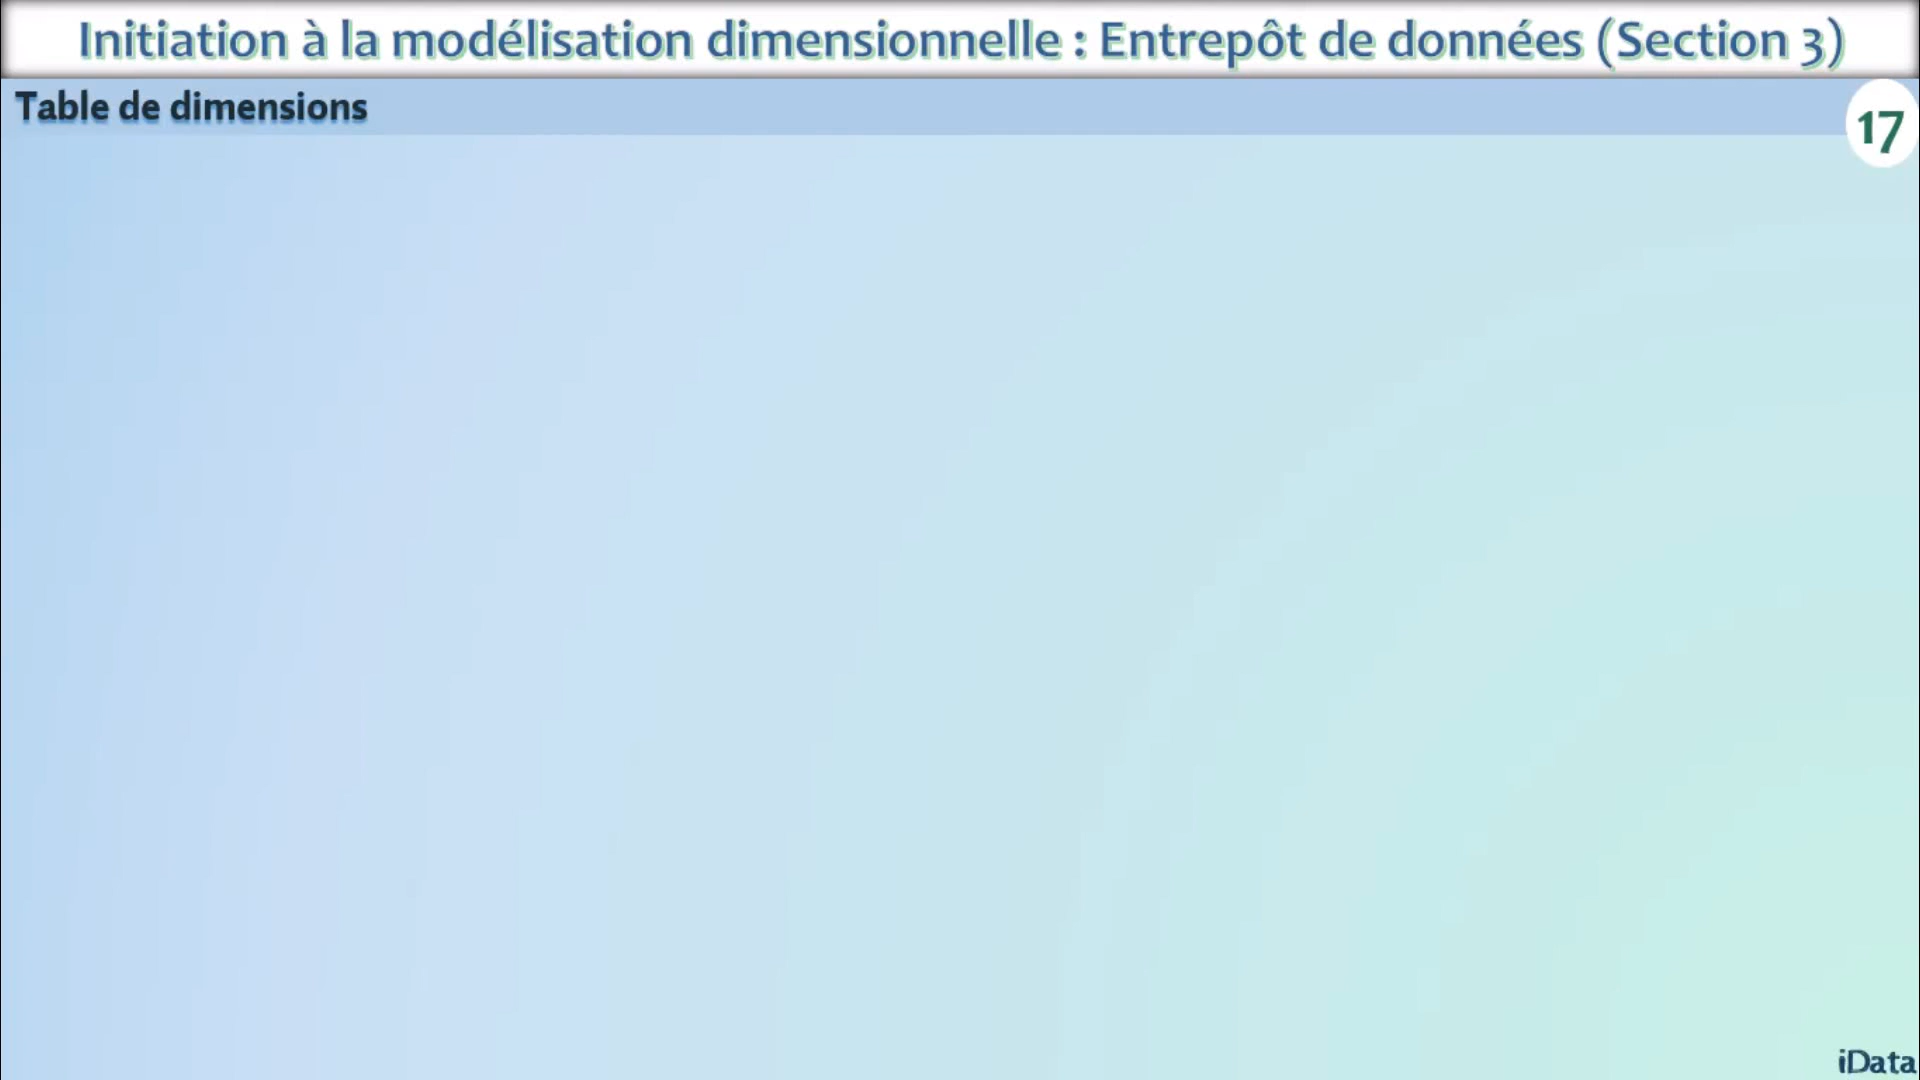 Initiation à la modélisation dimensionnelle : Entrepôt de données (Section 3)
Table de dimensions
17
iData